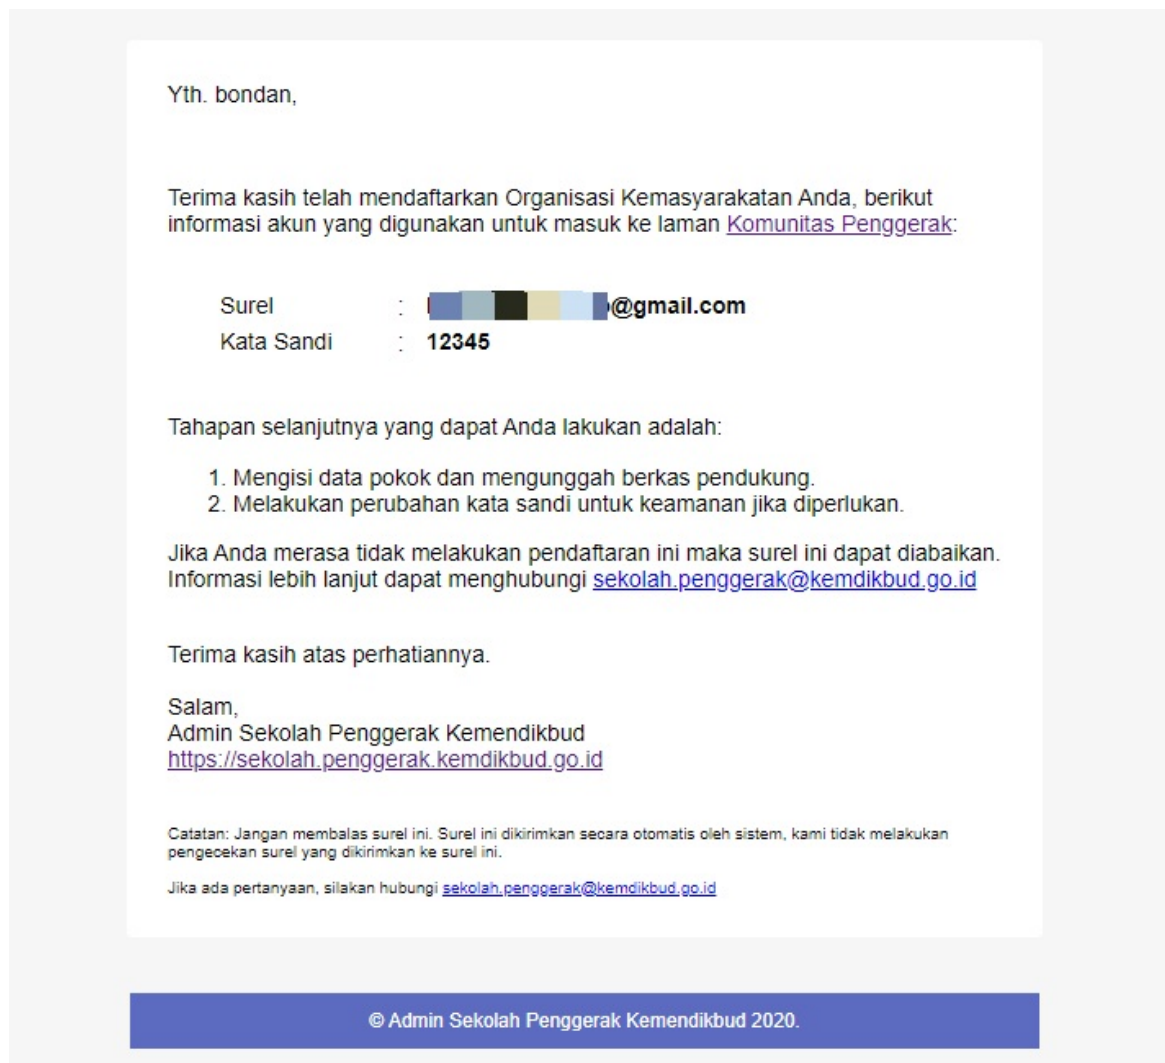 Yth. bondan,
Terima kasih telah mendaftarkan Organisasi Kemasyarakatan Anda, berikut
informasi akun yang digunakan untuk masuk ke laman Komunitas Penggerak:
Surel : @gmail.com
Kata Sandi : 12345
Tahapan selanjutnya yang dapat Anda lakukan adalah:
1. Mengisi data pokok dan mengunggah berkas pendukung.
2. Melakukan perubahan kata sandi untuk keamanan jika diperlukan.
Jika Anda merasa tidak melakukan pendaftaran ini maka surel ini dapat diabaikan.
Informasi lebih lanjut dapat menghubungi sekolah.penggerak@kemdikbud.go.id
Terima kasih atas perhatiannya.
Salam,
Admin Sekolah Penggerak Kemendikbud
https://sekolah.penggerak.kemdikbud.go.id
Catatan: Jangan membalas surel ini. Surel ini dikirimkan secara otomatis oleh sistem, kami tidak melakukan
pengecekan surel yang dikirimkan ke surel ini.
Jika ada pertanyaan, silakan hubungi sekolah.penggerak@kemdikbud.go.id
© Admin Sekolah Penggerak Kemendikbud 2020.